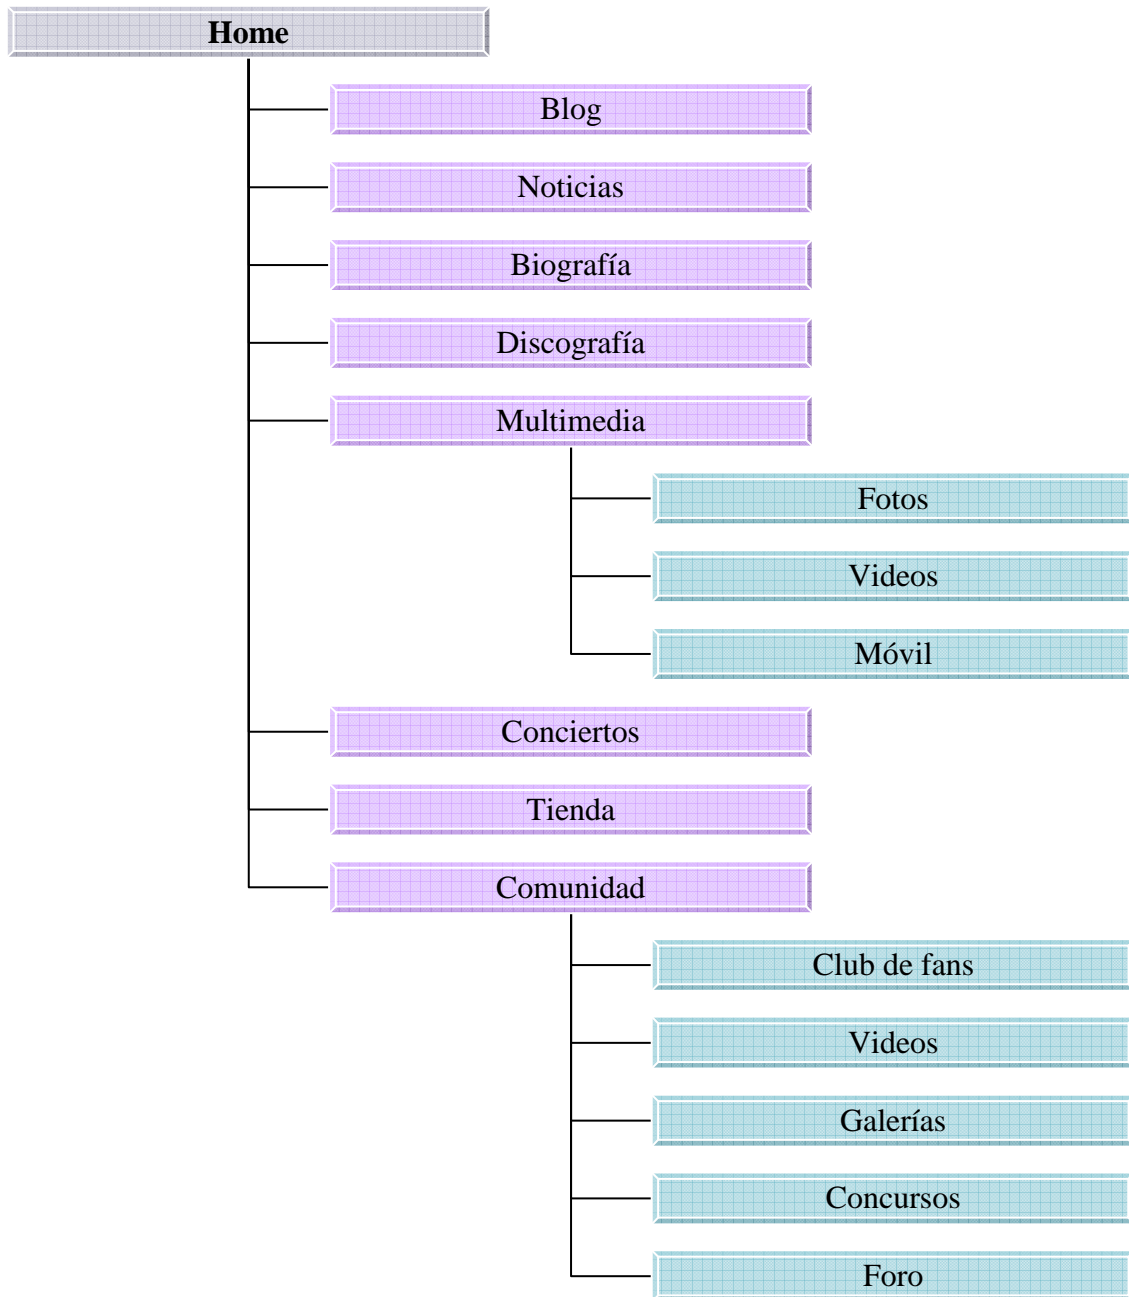 Home
Blog
Noticias
Biografía
Discografía
Multimedia
Fotos
Videos
Móvil
Conciertos
Tienda
Comunidad
Club de fans
Videos
Galerías
Concursos
Foro